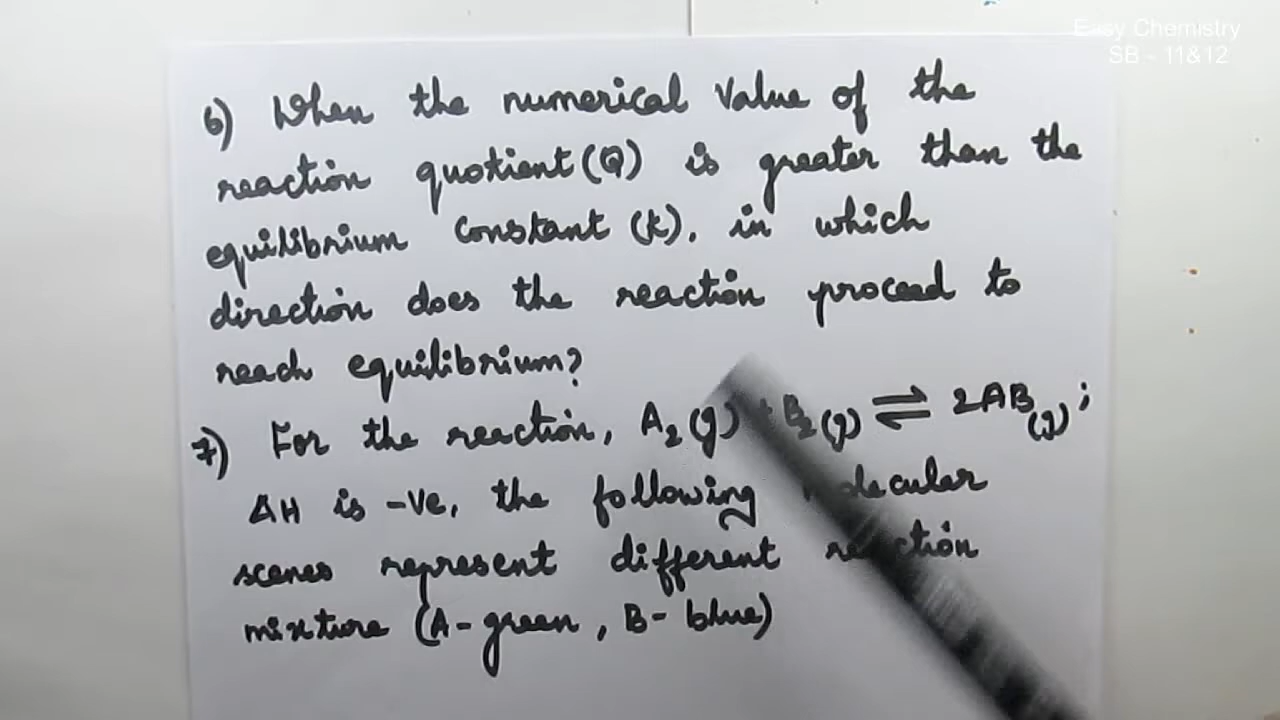 Easy Chemistry
SB - 11&12
6) When the numerical value of the
reaction quotient (Q) is greater than the
equilibrium constant (k), in which
direction does the reaction proceed to
reach equilibrium?
7) For the reaction, A₂(g) + B₂(g) ⇌ 2AB(g);
ΔH is -ve, the following molecular
scenes represent different reaction
mixture (A- green, B- blue)